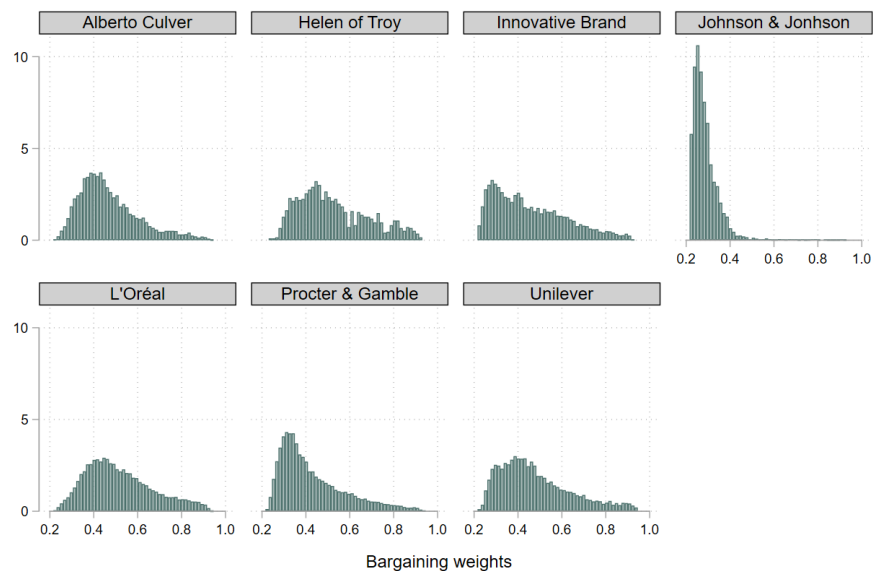 Alberto Culver
Helen of Troy
Innovative Brand
Johnson & Jonhson
10
5
0
0.2 0.4 0.6 0.8 1.0
L'Oréal
Procter & Gamble
Unilever
10
5
0
0.2 0.4 0.6 0.8 1.0
0.2 0.4 0.6 0.8 1.0
0.2 0.4 0.6 0.8 1.0
Bargaining weights